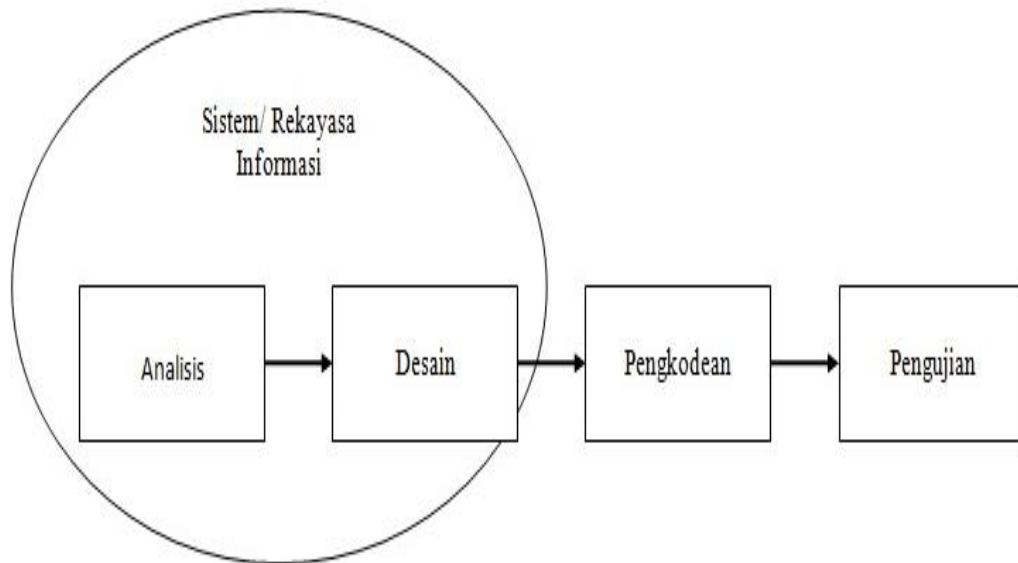 Sistem/ Rekayasa
Informasi
Analisis
Desain
Pengkodean
Pengujian